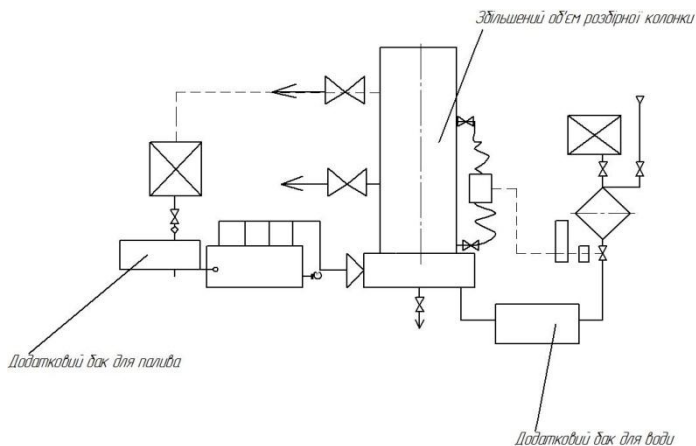 Збільшений об'єм розбірної колонки
Додатковий бак для палива
Додатковий бак для води